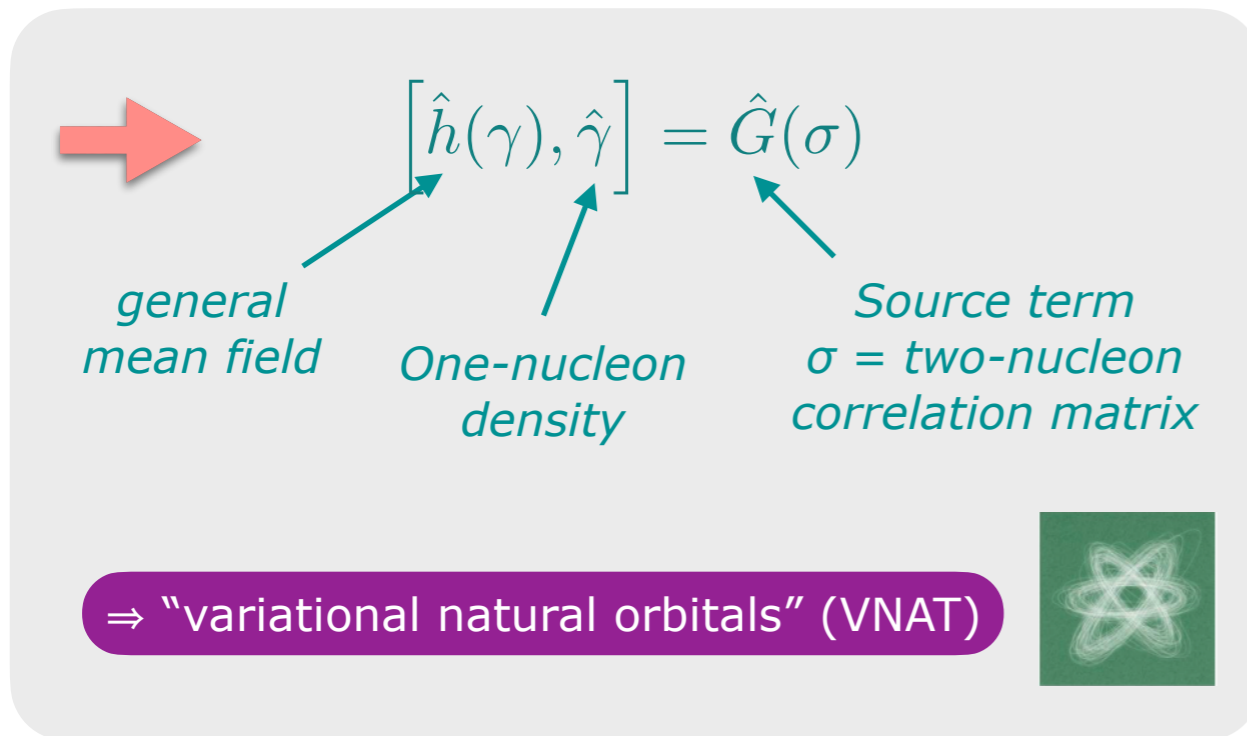 [ĥ(γ), γ̂] = Ĝ(σ)
general
mean field
One-nucleon
density
Source term
σ = two-nucleon
correlation matrix
⇒ “variational natural orbitals” (VNAT)